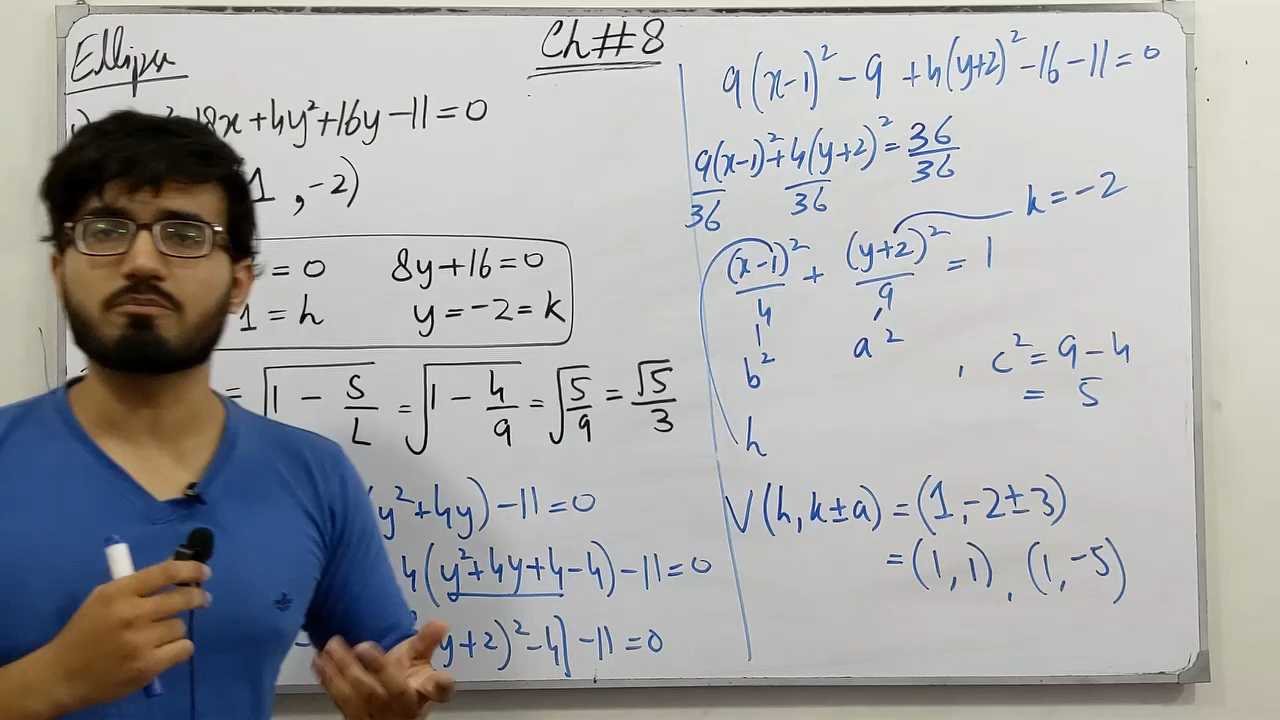 Ch#8
Ellipse
18x + 4y² + 16y - 11 = 0
1, -2)
= 0 8y + 16 = 0
1 = h y = -2 = k
= √(1 - S/L) = √(1 - 4/9) = √(5/9) = √5/3
(y² + 4y) - 11 = 0
4(y² + 4y + 4 - 4) - 11 = 0
(y + 2)² - 4] - 11 = 0
9(x-1)² - 9 + 4(y+2)² - 16 - 11 = 0
9(x-1)²/36 + 4(y+2)²/36 = 36/36
k = -2
(x-1)²/4 + (y+2)²/9 = 1
b² a²
, c² = 9 - 4
= 5
h
V(h, k±a) = (1, -2±3)
= (1, 1), (1, -5)